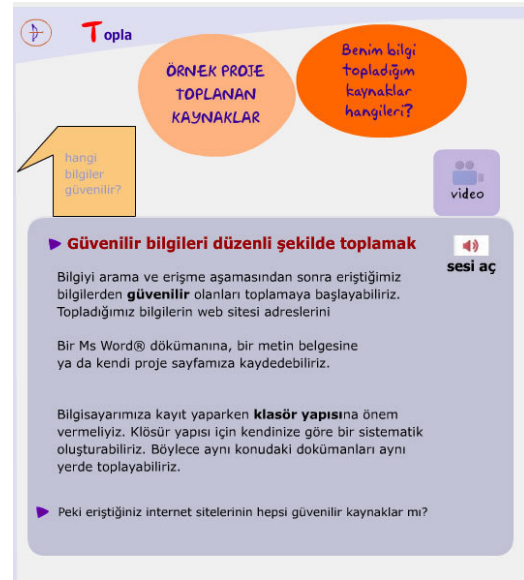 Topla
ÖRNEK PROJE
TOPLANAN
KAYNAKLAR
Benim bilgi
topladığım
kaynaklar
hangileri?
hangi
bilgiler
güvenilir?
video
Güvenilir bilgileri düzenli şekilde toplamak
sesi aç
Bilgiyi arama ve erişme aşamasından sonra eriştiğimiz
bilgilerden güvenilir olanları toplamaya başlayabiliriz.
Topladığımız bilgilerin web sitesi adreslerini
Bir Ms Word® dökümanına, bir metin belgesine
ya da kendi proje sayfamıza kaydedebiliriz.
Bilgisayarımıza kayıt yaparken klasör yapısına önem
vermeliyiz. Klösür yapısı için kendinize göre bir sistematik
oluşturabiliriz. Böylece aynı konudaki dokümanları aynı
yerde toplayabiliriz.
Peki eriştiğiniz internet sitelerinin hepsi güvenilir kaynaklar mı?